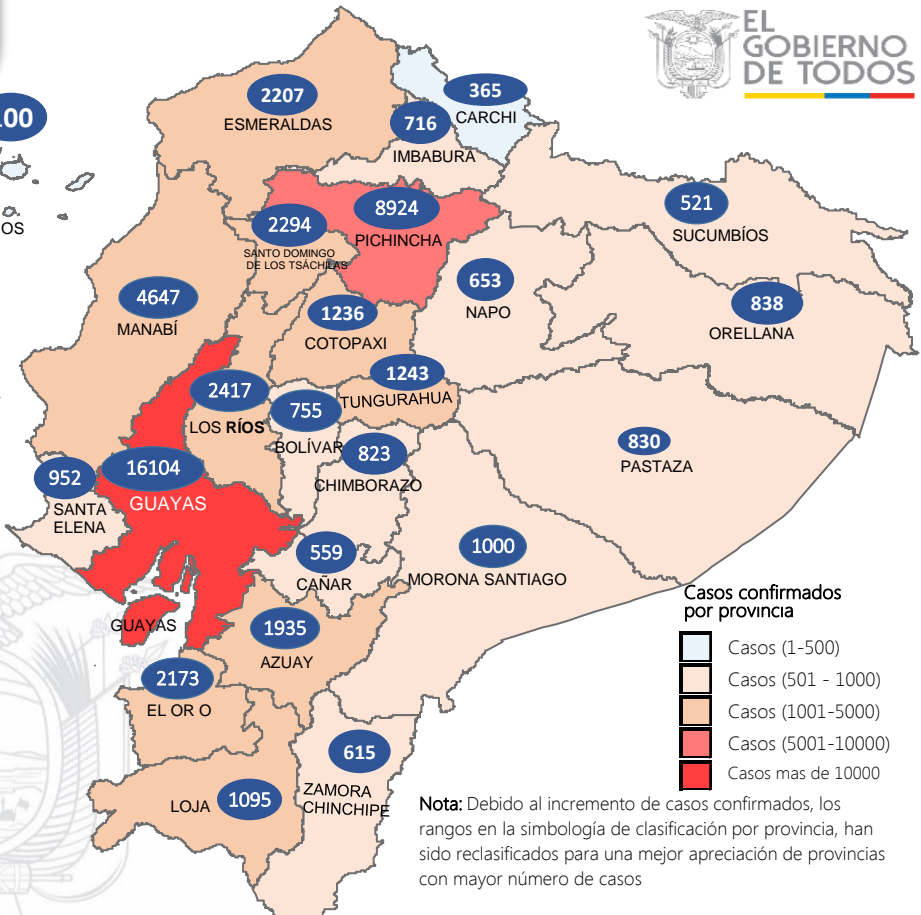 EL
GOBIERNO
DE TODOS
2207
ESMERALDAS
365
CARCHI
716
IMBABURA
.00
OS
8924
PICHINCHA
2294
SANTO DOMINGO
DE LOS TSÁCHILAS
521
SUCUMBÍOS
653
NAPO
838
ORELLANA
4647
MANABÍ
1236
COTOPAXI
1243
TUNGURAHUA
2417
LOS RÍOS
755
BOLÍVAR
823
CHIMBORAZO
830
PASTAZA
952
SANTA
ELENA
16104
GUAYAS
559
CAÑAR
1000
MORONA SANTIAGO
GUAYAS
1935
AZUAY
2173
EL OR O
615
ZAMORA
CHINCHIPE
LOJA 1095
Casos confirmados
por provincia
Casos (1-500)
Casos (501 - 1000)
Casos (1001-5000)
Casos (5001-10000)
Casos mas de 10000
Nota: Debido al incremento de casos confirmados, los
rangos en la simbología de clasificación por provincia, han
sido reclasificados para una mejor apreciación de provincias
con mayor número de casos